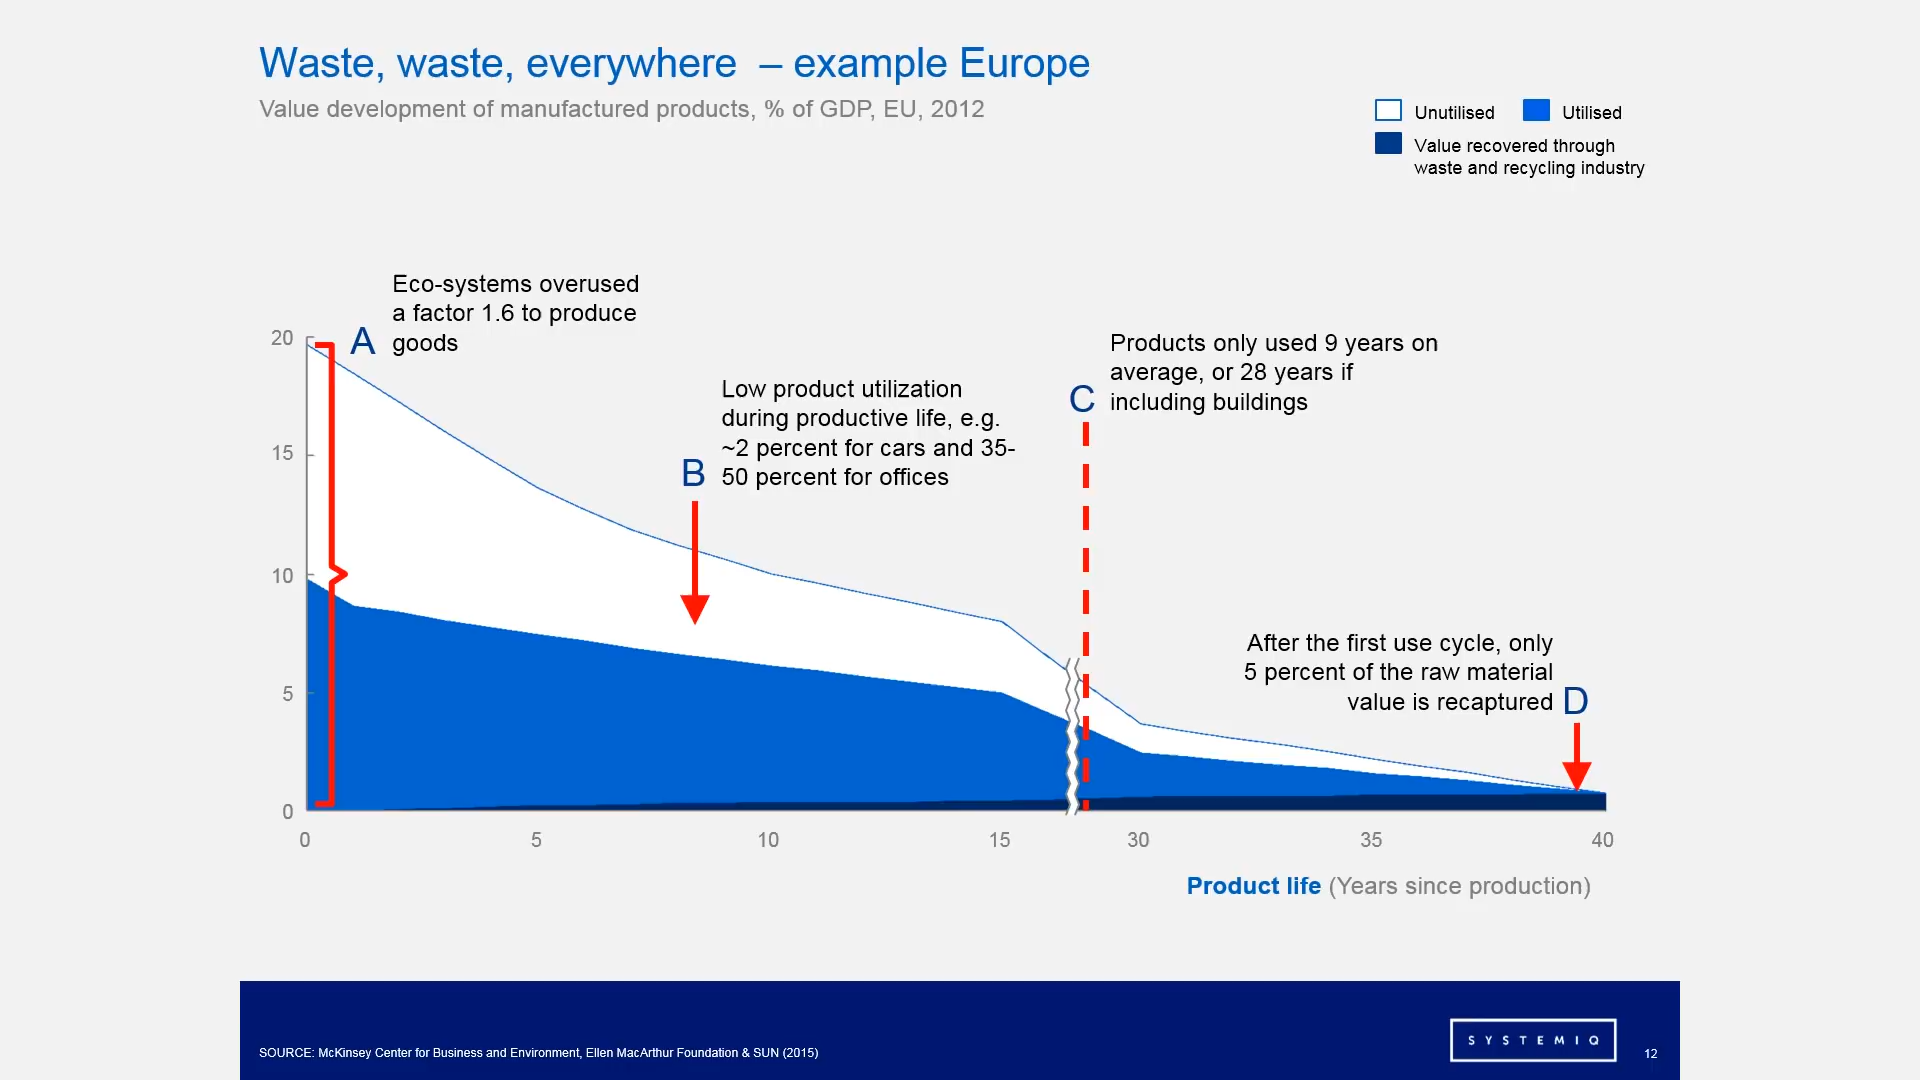 Waste, waste, everywhere – example Europe
Value development of manufactured products, % of GDP, EU, 2012
Unutilised
Utilised
Value recovered through
waste and recycling industry
Eco-systems overused
a factor 1.6 to produce
goods
A
Low product utilization
during productive life, e.g.
~2 percent for cars and 35-
50 percent for offices
B
Products only used 9 years on
average, or 28 years if
including buildings
C
After the first use cycle, only
5 percent of the raw material
value is recaptured
D
20
15
10
5
0
0 5 10 15 30 35 40
Product life (Years since production)
SOURCE: McKinsey Center for Business and Environment, Ellen MacArthur Foundation & SUN (2015)
SYSTEMIQ
12